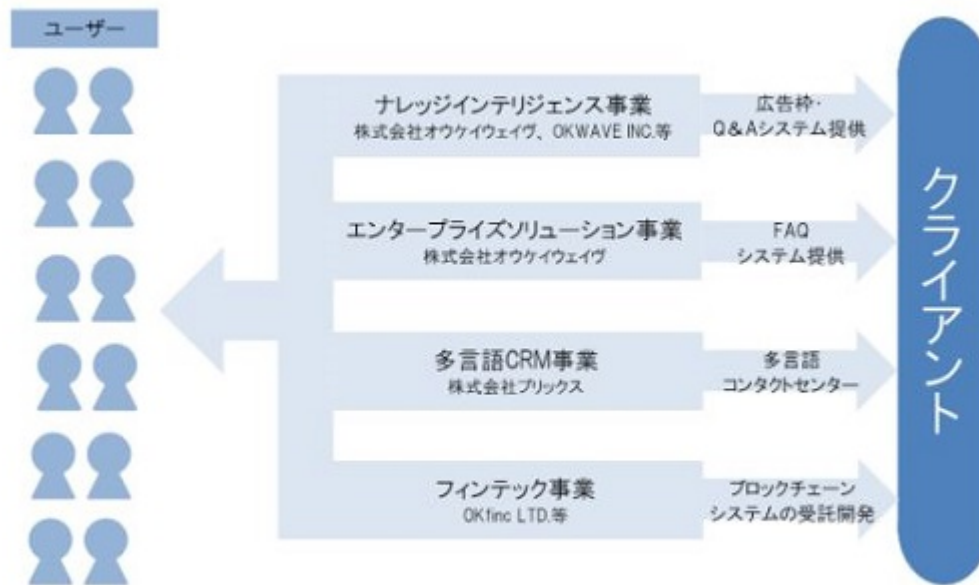 ユーザー
ナレッジインテリジェンス事業
株式会社オウケイウェイヴ、OKWAVE INC.等
広告枠・
Q&Aシステム提供
エンタープライズソリューション事業
株式会社オウケイウェイヴ
FAQ
システム提供
多言語CRM事業
株式会社ブリックス
多言語
コンタクトセンター
フィンテック事業
OKfinc LTD.等
ブロックチェーン
システムの受託開発
クライアント